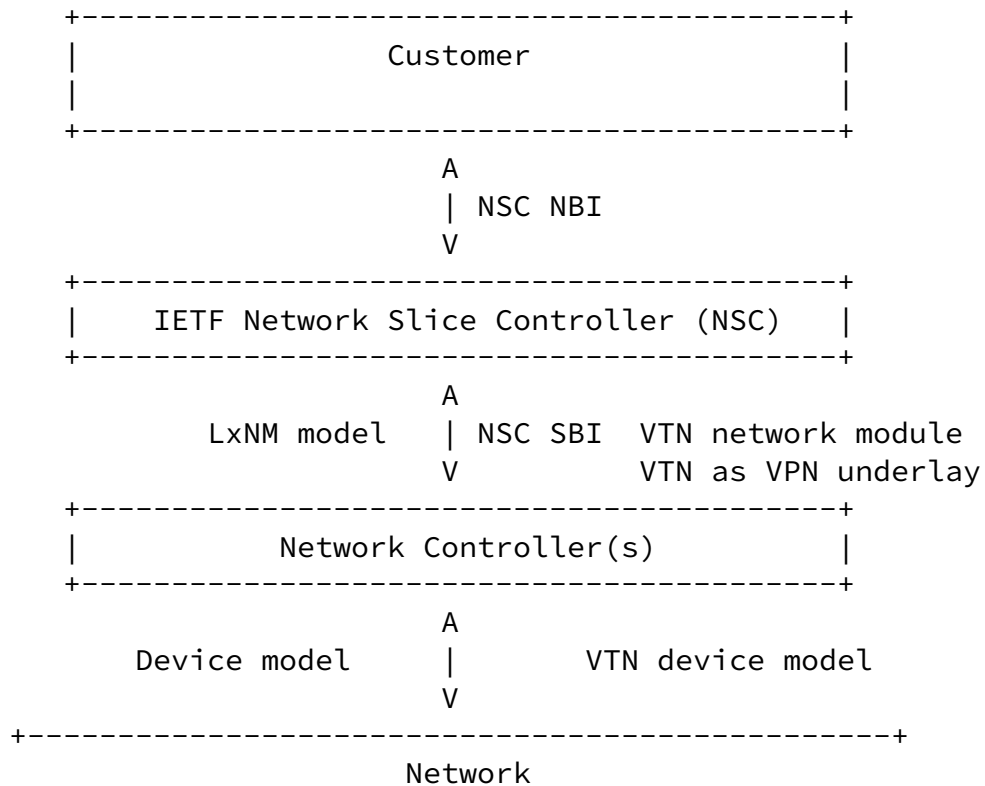 +------------------------------------------+
|                 Customer                 |
|                                          |
+------------------------------------------+
A
| NSC NBI
V
+------------------------------------------+
|    IETF Network Slice Controller (NSC)   |
+------------------------------------------+
A
LxNM model   | NSC SBI  VTN network module
V          VTN as VPN underlay
+------------------------------------------+
|           Network Controller(s)          |
+------------------------------------------+
A
Device model     |       VTN device model
V
+------------------------------------------------+
Network